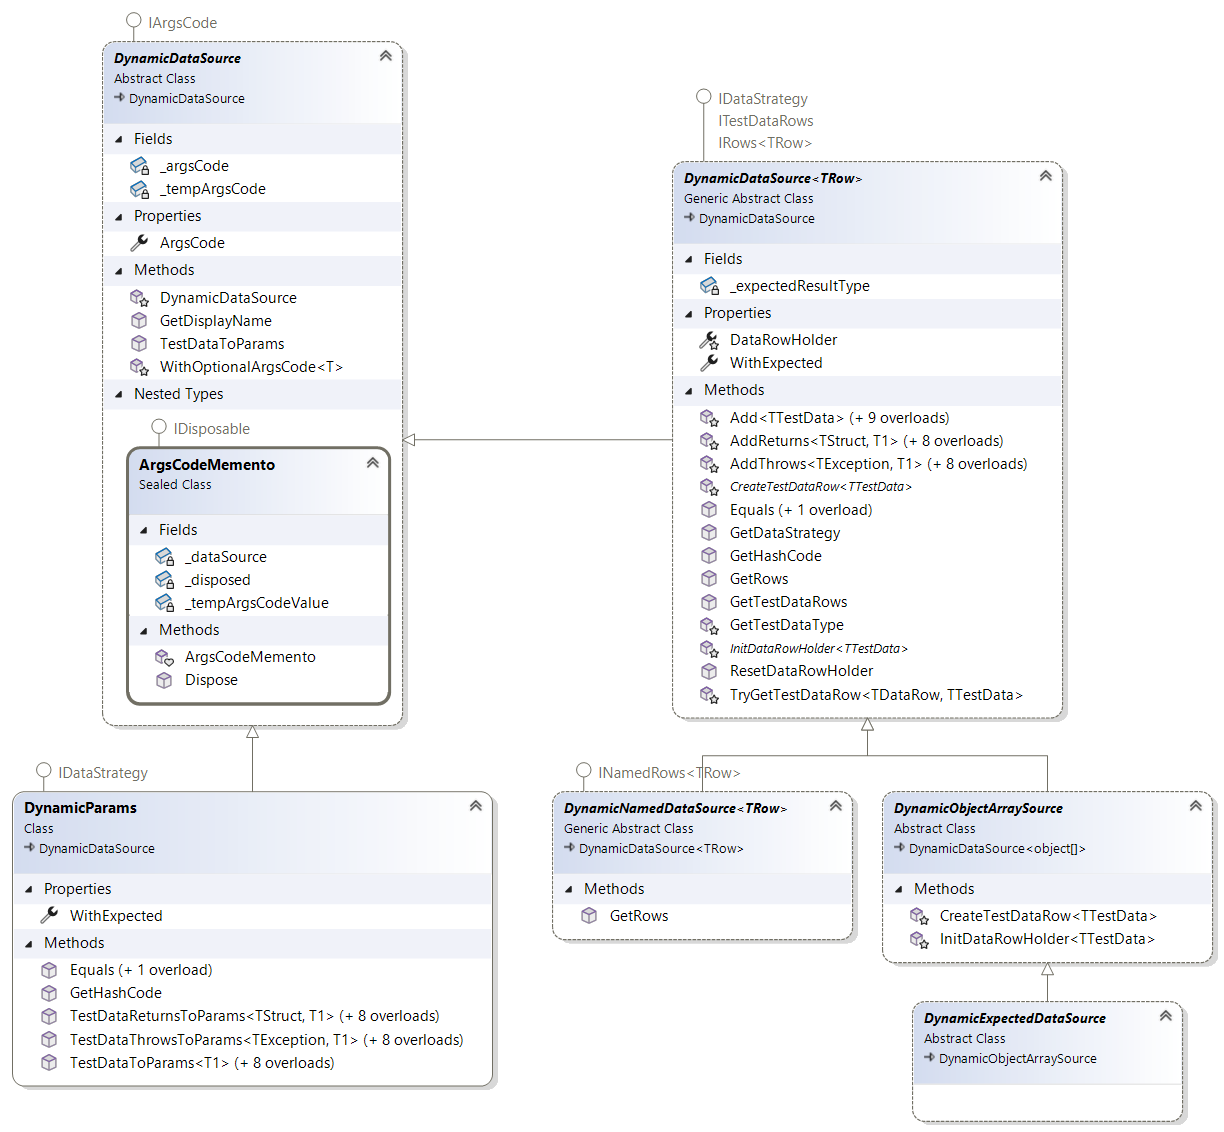 IArgsCode
DynamicDataSource
Abstract Class
DynamicDataSource
Fields
_argsCode
_tempArgsCode
Properties
ArgsCode
Methods
DynamicDataSource
GetDisplayName
TestDataToParams
WithOptionalArgsCode<T>
Nested Types
IDisposable
ArgsCodeMemento
Sealed Class
Fields
_dataSource
_disposed
_tempArgsCodeValue
Methods
ArgsCodeMemento
Dispose
IDataStrategy
ITestDataRows
IRows<TRow>
DynamicDataSource<TRow>
Generic Abstract Class
DynamicDataSource
Fields
_expectedResultType
Properties
DataRowHolder
WithExpected
Methods
Add<TTestData> (+ 9 overloads)
AddReturns<TStruct, T1> (+ 8 overloads)
AddThrows<TException, T1> (+ 8 overloads)
CreateTestDataRow<TTestData>
Equals (+ 1 overload)
GetDataStrategy
GetHashCode
GetRows
GetTestDataRows
GetTestDataType
InitDataRowHolder<TTestData>
ResetDataRowHolder
TryGetTestDataRow<TDataRow, TTestData>
IDataStrategy
DynamicParams
Class
DynamicDataSource
Properties
WithExpected
Methods
Equals (+ 1 overload)
GetHashCode
TestDataReturnsToParams<TStruct, T1> (+ 8 overloads)
TestDataThrowsToParams<TException, T1> (+ 8 overloads)
TestDataToParams<T1> (+ 8 overloads)
INamedRows<TRow>
DynamicNamedDataSource<TRow>
Generic Abstract Class
DynamicDataSource<TRow>
Methods
GetRows
DynamicObjectArraySource
Abstract Class
DynamicDataSource<object[]>
Methods
CreateTestDataRow<TTestData>
InitDataRowHolder<TTestData>
DynamicExpectedDataSource
Abstract Class
DynamicObjectArraySource